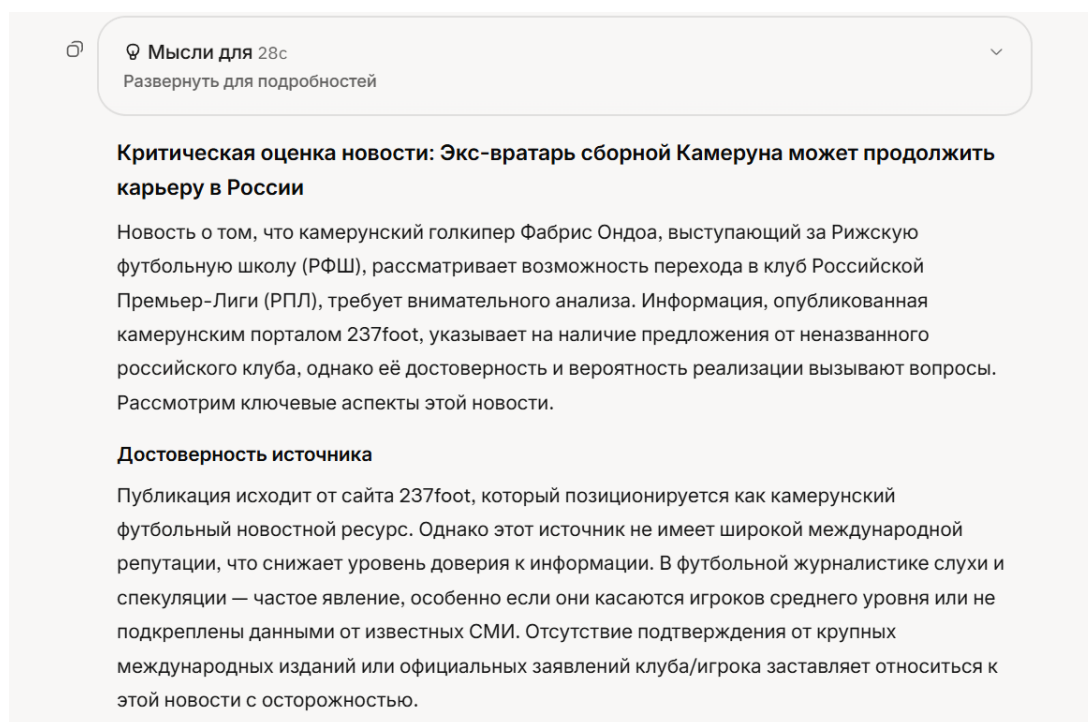 Мысли для 28с
Развернуть для подробностей
Критическая оценка новости: Экс-вратарь сборной Камеруна может продолжить
карьеру в России
Новость о том, что камерунский голкипер Фабрис Ондоа, выступающий за Рижскую
футбольную школу (РФШ), рассматривает возможность перехода в клуб Российской
Премьер-Лиги (РПЛ), требует внимательного анализа. Информация, опубликованная
камерунским порталом 237foot, указывает на наличие предложения от неназванного
российского клуба, однако её достоверность и вероятность реализации вызывают вопросы.
Рассмотрим ключевые аспекты этой новости.
Достоверность источника
Публикация исходит от сайта 237foot, который позиционируется как камерунский
футбольный новостной ресурс. Однако этот источник не имеет широкой международной
репутации, что снижает уровень доверия к информации. В футбольной журналистике слухи и
спекуляции — частое явление, особенно если они касаются игроков среднего уровня или не
подкреплены данными от известных СМИ. Отсутствие подтверждения от крупных
международных изданий или официальных заявлений клуба/игрока заставляет относиться к
этой новости с осторожностью.